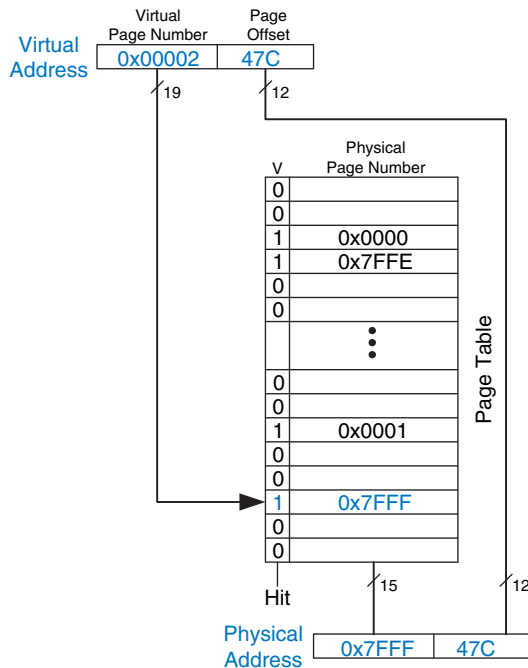 Virtual Page Number
Page Offset
Virtual Address
0x00002 47C
19 12
V
Physical Page Number
0
0
1 0x0000
1 0x7FFE
0
0
0
0
1 0x0001
0
0
1 0x7FFF
0
0
Page Table
Hit
15
12
Physical Address
0x7FFF 47C